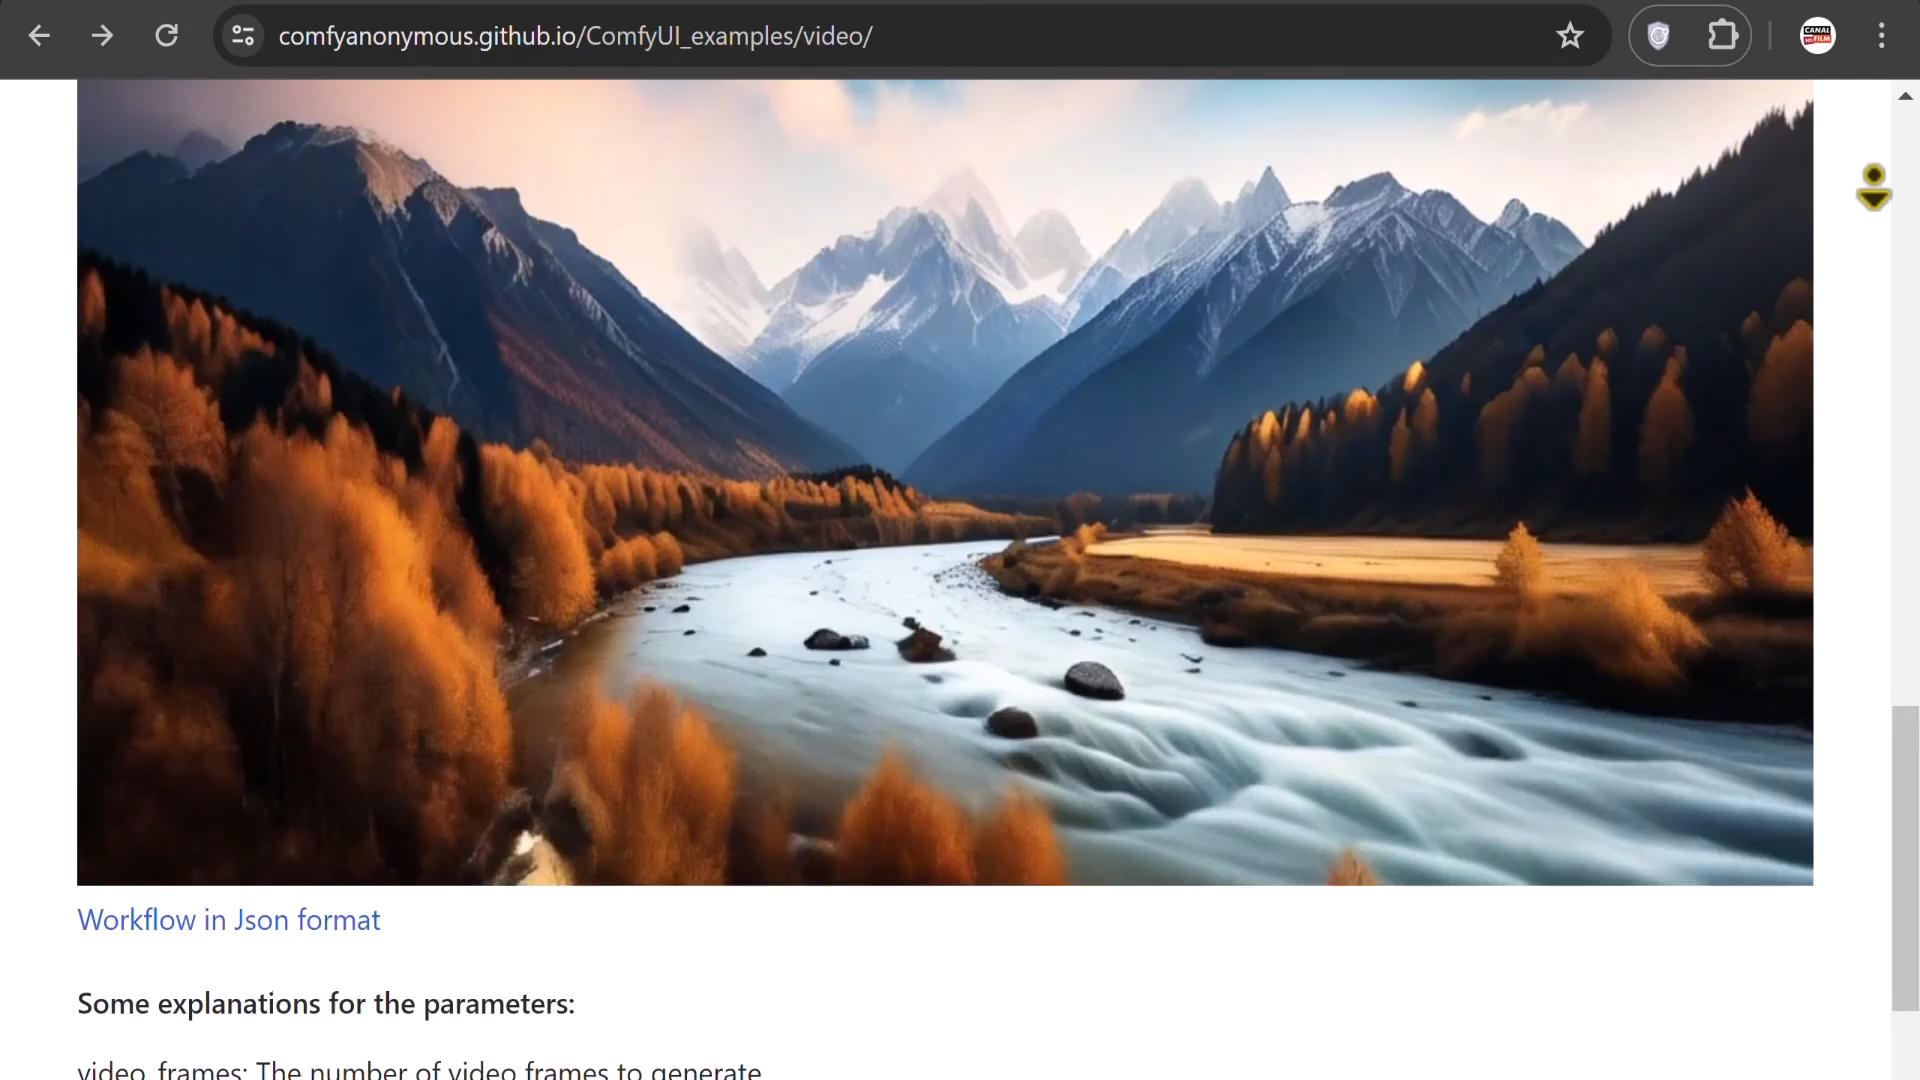 comfyanonymous.github.io/ComfyUI_examples/video/
CANAL
FILM
Workflow in Json format
Some explanations for the parameters:
video_frames: The number of video frames to generate